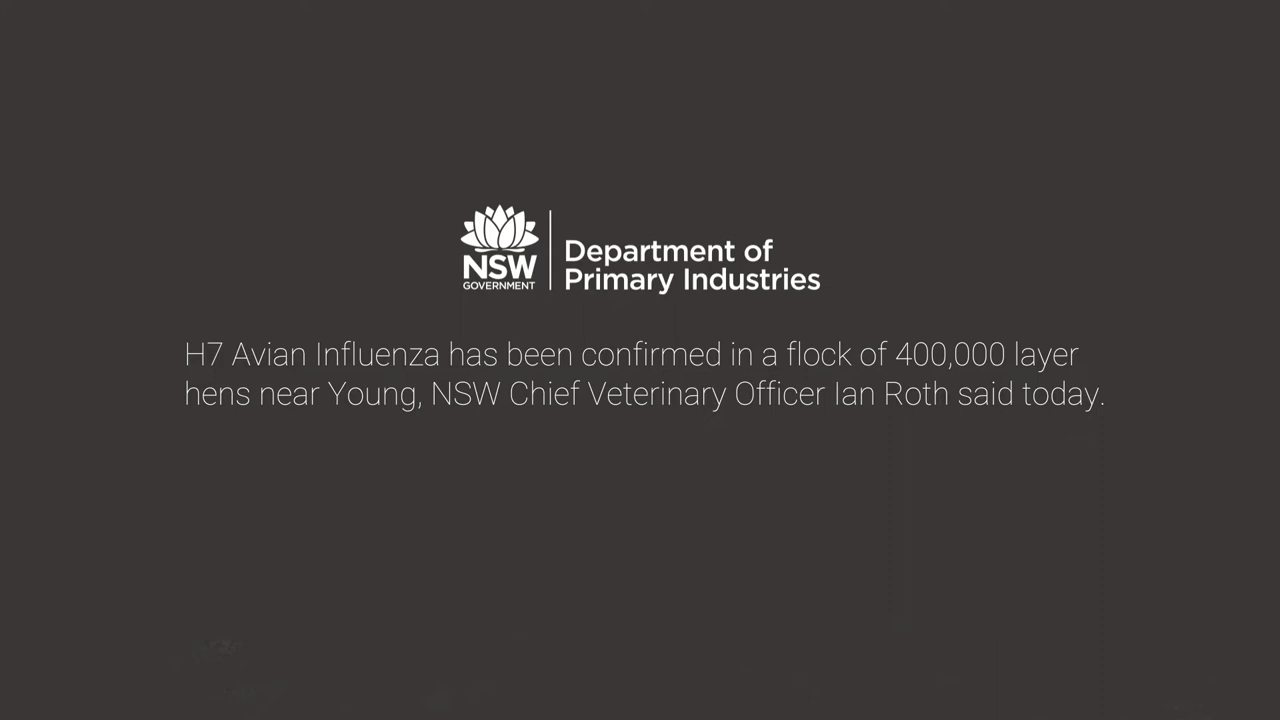 NSW
GOVERNMENT
Department of
Primary Industries
H7 Avian Influenza has been confirmed in a flock of 400,000 layer
hens near Young, NSW Chief Veterinary Officer Ian Roth said today.